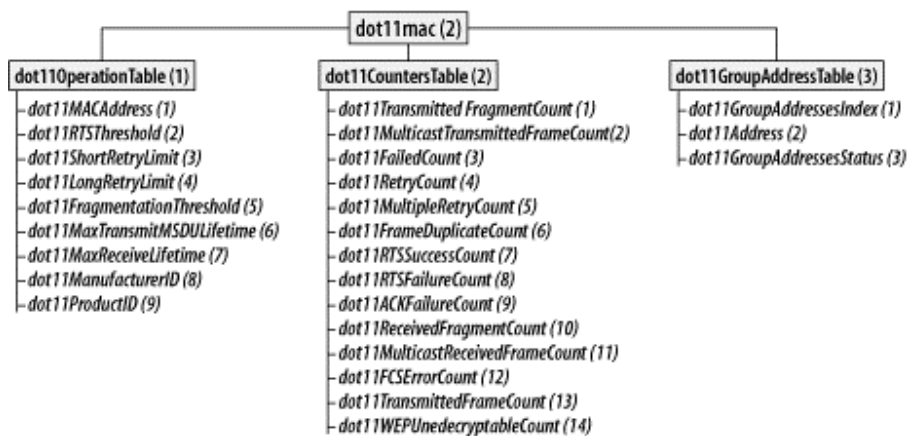 dot11mac (2)
dot11OperationTable (1)
dot11MACAddress (1)
dot11RTSThreshold (2)
dot11ShortRetryLimit (3)
dot11LongRetryLimit (4)
dot11FragmentationThreshold (5)
dot11MaxTransmitMSDULifetime (6)
dot11MaxReceiveLifetime (7)
dot11ManufacturerID (8)
dot11ProductID (9)
dot11CountersTable (2)
dot11Transmitted FragmentCount (1)
dot11MulticastTransmittedFrameCount(2)
dot11FailedCount (3)
dot11RetryCount (4)
dot11MultipleRetryCount (5)
dot11FrameDuplicateCount (6)
dot11RTSSuccessCount (7)
dot11RTSFailureCount (8)
dot11ACKFailureCount (9)
dot11ReceivedFragmentCount (10)
dot11MulticastReceivedFrameCount (11)
dot11FCSErrorCount (12)
dot11TransmittedFrameCount (13)
dot11WEPUnedecryptableCount (14)
dot11GroupAddressTable (3)
dot11GroupAddressesIndex (1)
dot11Address (2)
dot11GroupAddressesStatus (3)